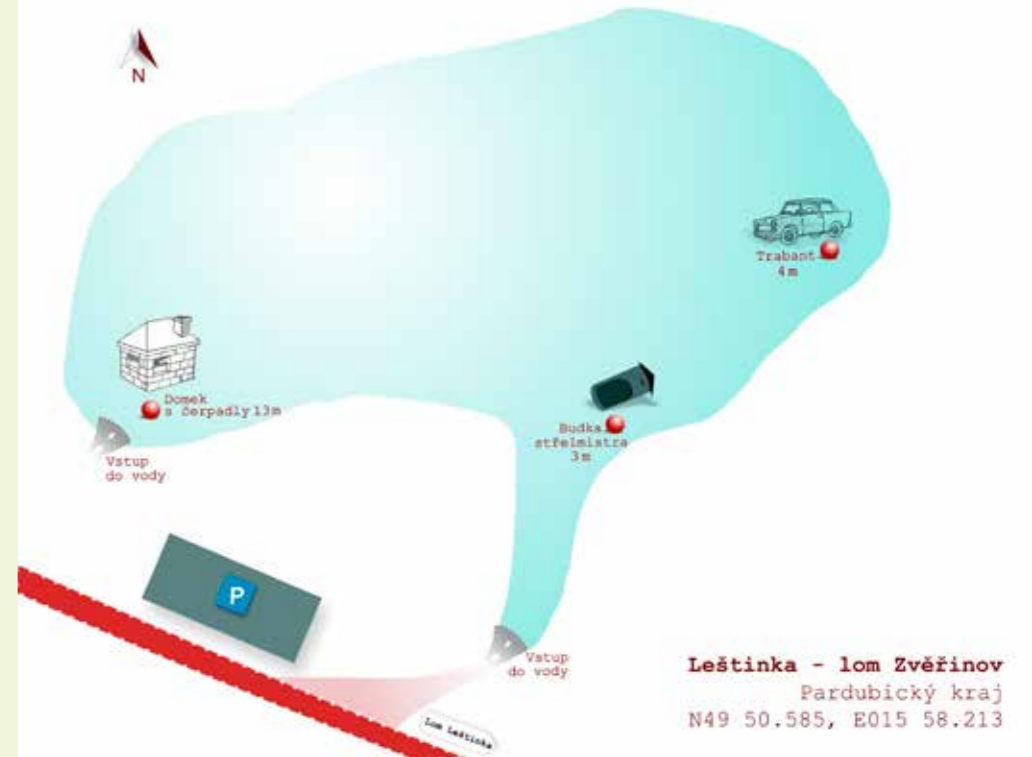 N
Trabant
4m
Domek
s čerpadly 13m
Budka
střelmistra
3m
Vstup
do vody
P
Vstup
do vody
lom Leštinka
Leštinka - lom Zvěřinov
Pardubický kraj
N49 50.585, E015 58.213